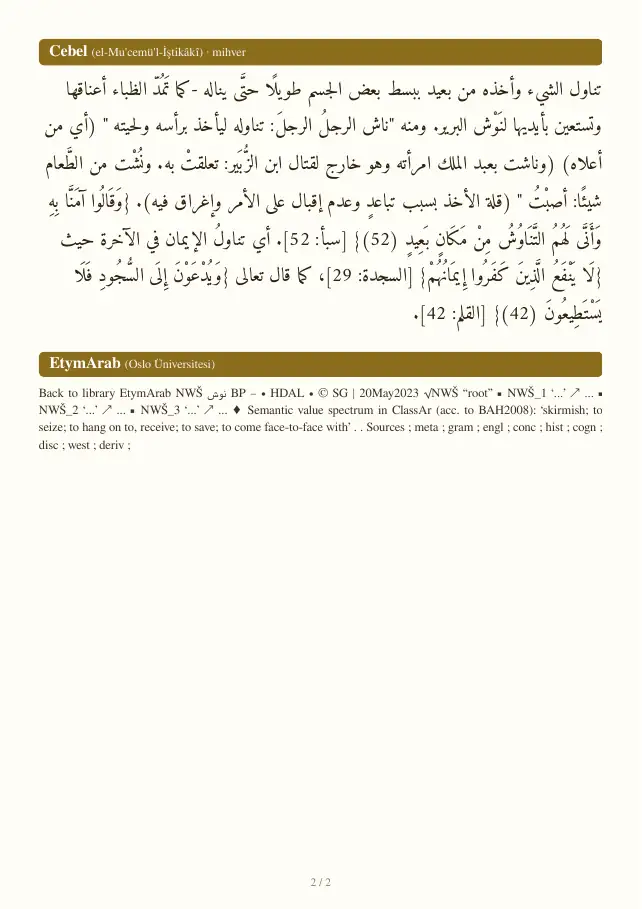 Cebel (el-Mu'cemü'l-İştikâkî) · mihver
تناول الشيء وأخذه من بعيد ببسط بعض الجسم طويلًا حتَّى يناله -كما تَمُدّ الظباء أعناقها
وتستعين بأيديها لنَوْش البرير. ومنه "ناش الرجلُ الرجلَ: تناوله ليأخذ برأسه ولحيته " (أي من
أعلاه) (وناشت بعبد الملك امرأته وهو خارج لقتال ابن الزُّبَير: تعلقتْ به. ونُشْت من الطَّعام
شيئًا: أصبْتُ " (قلة الأخذ بسبب تباعدٍ وعدم إقبال على الأمر وإغراق فيه). {وَقَالُوا آمَنَّا بِهِ
وَأَنَّى لَهُمُ التَّنَاوُشُ مِنْ مَكَانٍ بَعِيدٍ (52)} [سبأ: 52]. أي تناولُ الإيمان في الآخرة حيث
{لَا يَنْفَعُ الَّذِينَ كَفَرُوا إِيمَانُهُمْ} [السجدة: 29]، كما قال تعالى {وَيُدْعَوْنَ إِلَى السُّجُودِ فَلَا
يَسْتَطِيعُونَ (42)} [القلم: 42].
EtymArab (Oslo Üniversitesi)
Back to library EtymArab NWŠ نوش BP – • HDAL • © SG | 20May2023 √NWŠ “root” ▪ NWŠ_1 ‘...’ ↗ ... ▪
NWŠ_2 ‘...’ ↗ ... ▪ NWŠ_3 ‘...’ ↗ ... ♦ Semantic value spectrum in ClassAr (acc. to BAH2008): ‘skirmish; to
seize; to hang on to, receive; to save; to come face-to-face with’ . . Sources ; meta ; gram ; engl ; conc ; hist ; cogn ;
disc ; west ; deriv ;
2 / 2